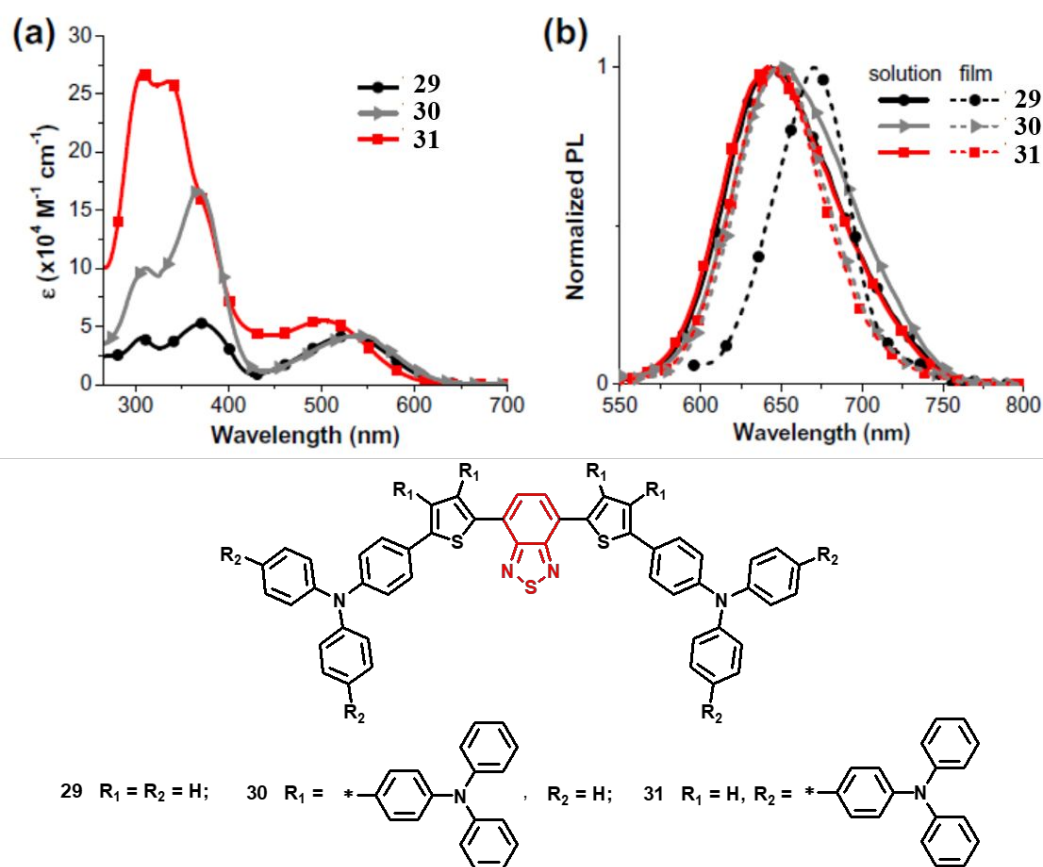 (a)
30
25
20
15
10
5
0
ε (x10⁴ M⁻¹ cm⁻¹)
29
30
31
300 400 500 600 700
Wavelength (nm)
(b)
1
0
Normalized PL
solution film
29
30
31
550 600 650 700 750 800
Wavelength (nm)
R₁ R₁ R₁ R₁
S S
N N
S
R₂ R₂
N N
R₂ R₂
N N
29 R₁ = R₂ = H; 30 R₁ = * , R₂ = H; 31 R₁ = H, R₂ = *